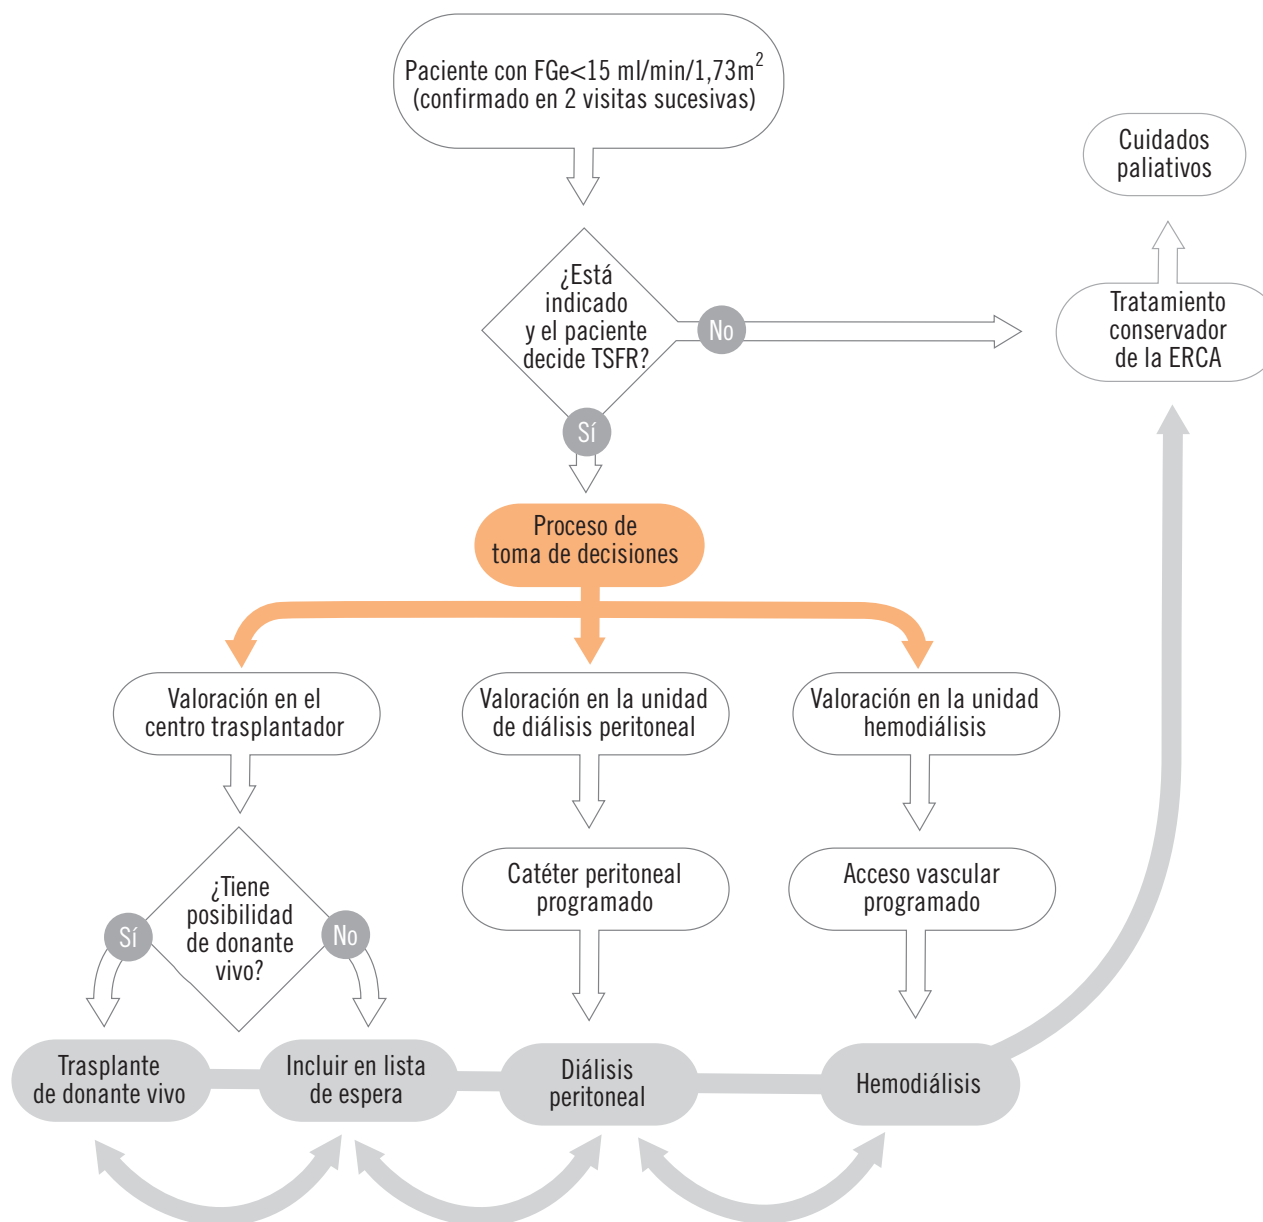 Paciente con FGe<15 ml/min/1,73m²
(confirmado en 2 visitas sucesivas)
Cuidados
paliativos
¿Está
indicado
y el paciente
decide TSFR?
No
Tratamiento
conservador
de la ERCA
Sí
Proceso de
toma de decisiones
Valoración en el
centro trasplantador
Valoración en la unidad
de diálisis peritoneal
Valoración en la unidad
hemodiálisis
¿Tiene
posibilidad
de donante
vivo?
Sí
No
Catéter peritoneal
programado
Acceso vascular
programado
Trasplante
de donante vivo
Incluir en lista
de espera
Diálisis
peritoneal
Hemodiálisis